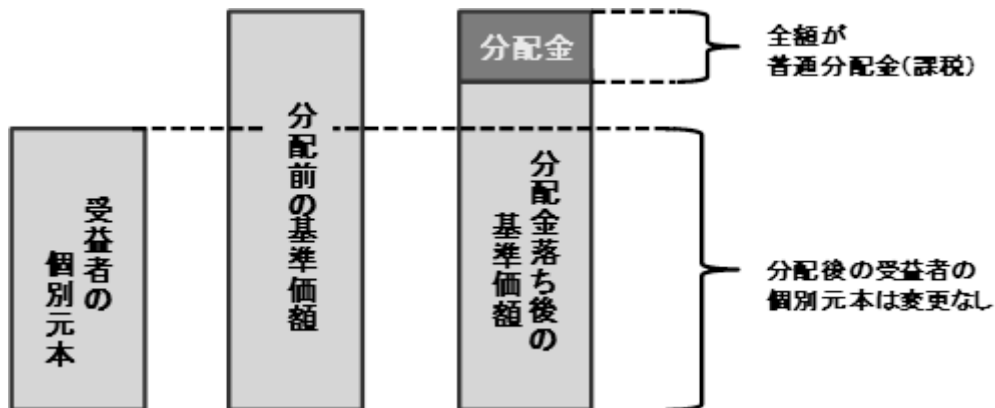 受益者の
個別元本
分配前の基準価額
分配金
分配金落ち後の
基準価額
全額が
普通分配金(課税)
分配後の受益者の
個別元本は変更なし